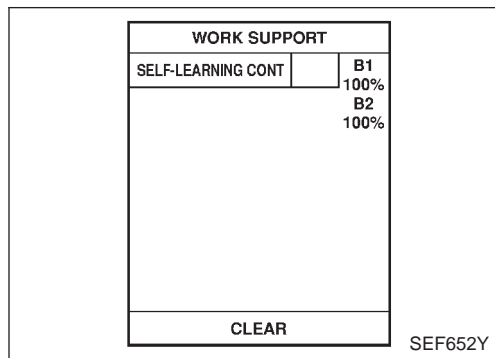 WORK SUPPORT
SELF-LEARNING CONT B1
100%
B2
100%
CLEAR
SEF652Y